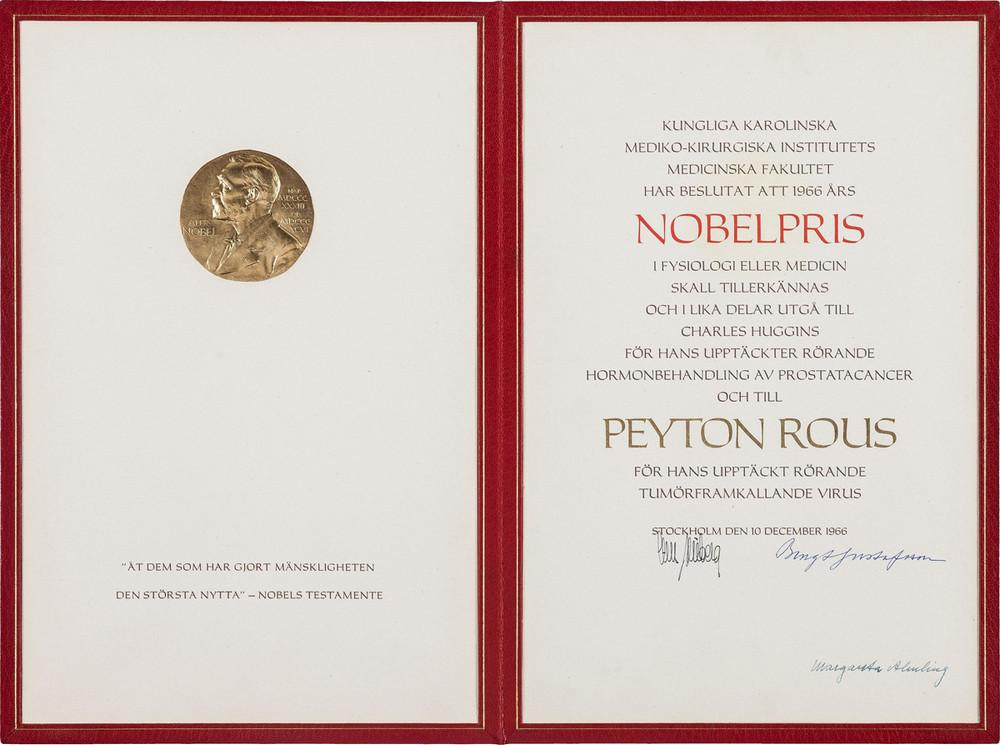 ALFR·
NOBEL
NAT·
MDCCC
XXXIII
OB·
MDCCC
XCVI
"ÅT DEM SOM HAR GJORT MÄNSKLIGHETEN
DEN STÖRSTA NYTTA" – NOBELS TESTAMENTE
KUNGLIGA KAROLINSKA
MEDIKO-KIRURGISKA INSTITUTETS
MEDICINSKA FAKULTET
HAR BESLUTAT ATT 1966 ÅRS
NOBELPRIS
I FYSIOLOGI ELLER MEDICIN
SKALL TILLERKÄNNAS
OCH I LIKA DELAR UTGÅ TILL
CHARLES HUGGINS
FÖR HANS UPPTÄCKTER RÖRANDE
HORMONBEHANDLING AV PROSTATACANCER
OCH TILL
PEYTON ROUS
FÖR HANS UPPTÄCKT RÖRANDE
TUMÖRFRAMKALLANDE VIRUS
STOCKHOLM DEN 10 DECEMBER 1966
Bengt Gustafsson
Margareta Almling